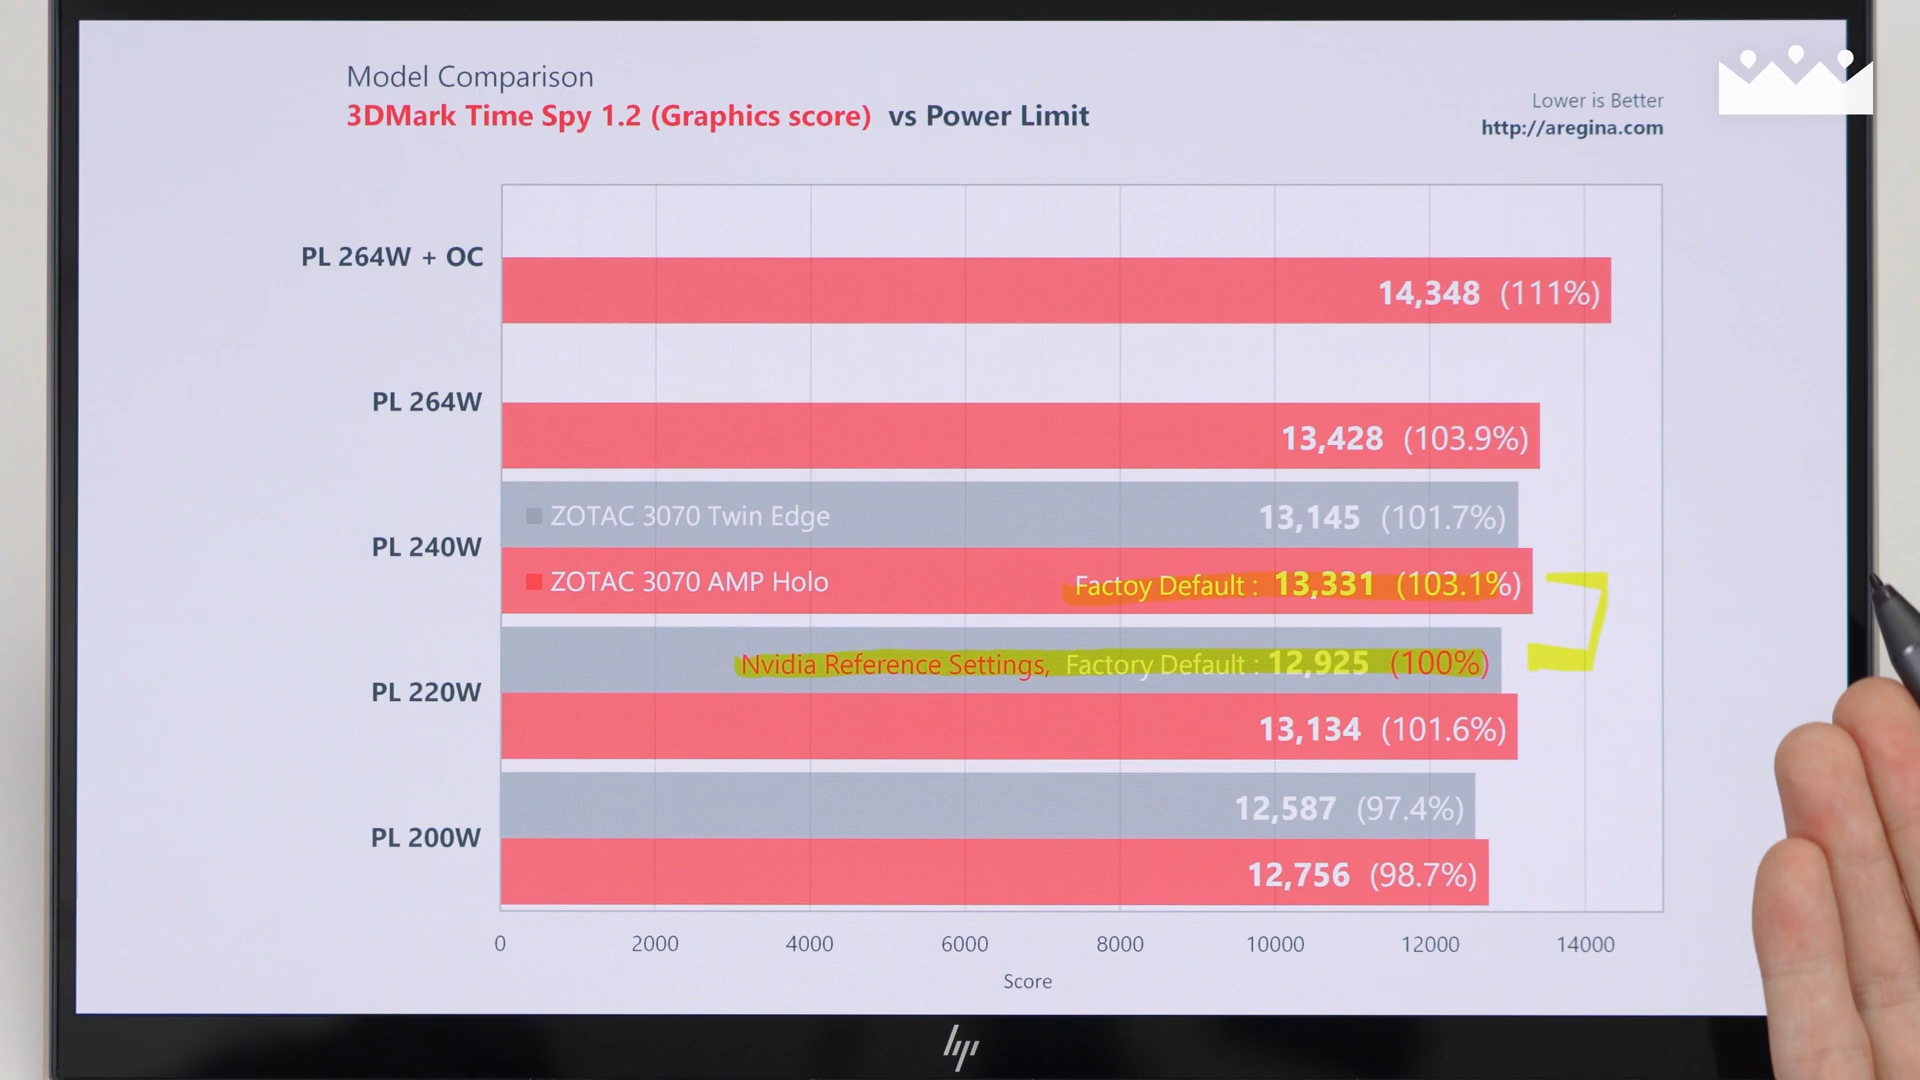 Model Comparison
3DMark Time Spy 1.2 (Graphics score) vs Power Limit
Lower is Better
http://aregina.com
PL 264W + OC
14,348 (111%)
PL 264W
13,428 (103.9%)
ZOTAC 3070 Twin Edge 13,145 (101.7%)
PL 240W
ZOTAC 3070 AMP Holo Factoy Default : 13,331 (103.1%)
Nvidia Reference Settings, Factory Default : 12,925 (100%)
PL 220W
13,134 (101.6%)
12,587 (97.4%)
PL 200W
12,756 (98.7%)
0 2000 4000 6000 8000 10000 12000 14000
Score
hp